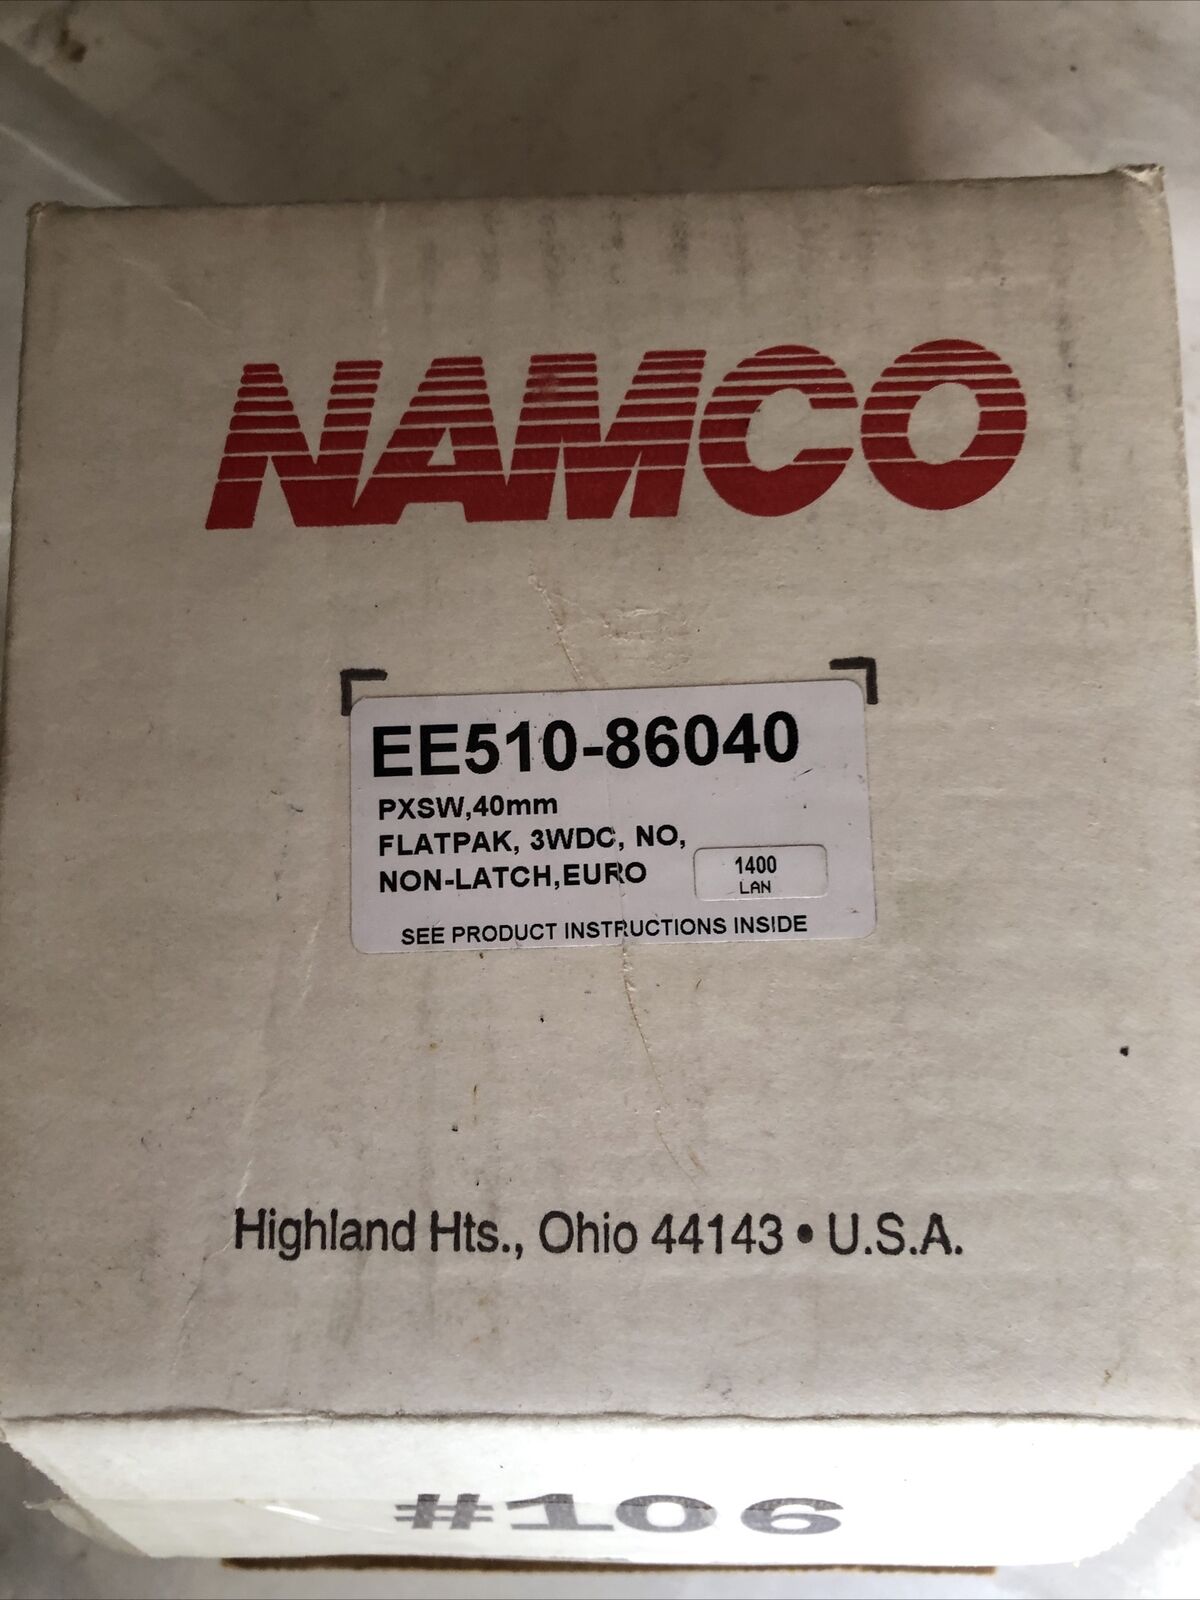 NAMCO
EE510-86040
PXSW,40mm
FLATPAK, 3WDC, NO,
NON-LATCH,EURO
1400
LAN
SEE PRODUCT INSTRUCTIONS INSIDE
Highland Hts., Ohio 44143 • U.S.A.
#106